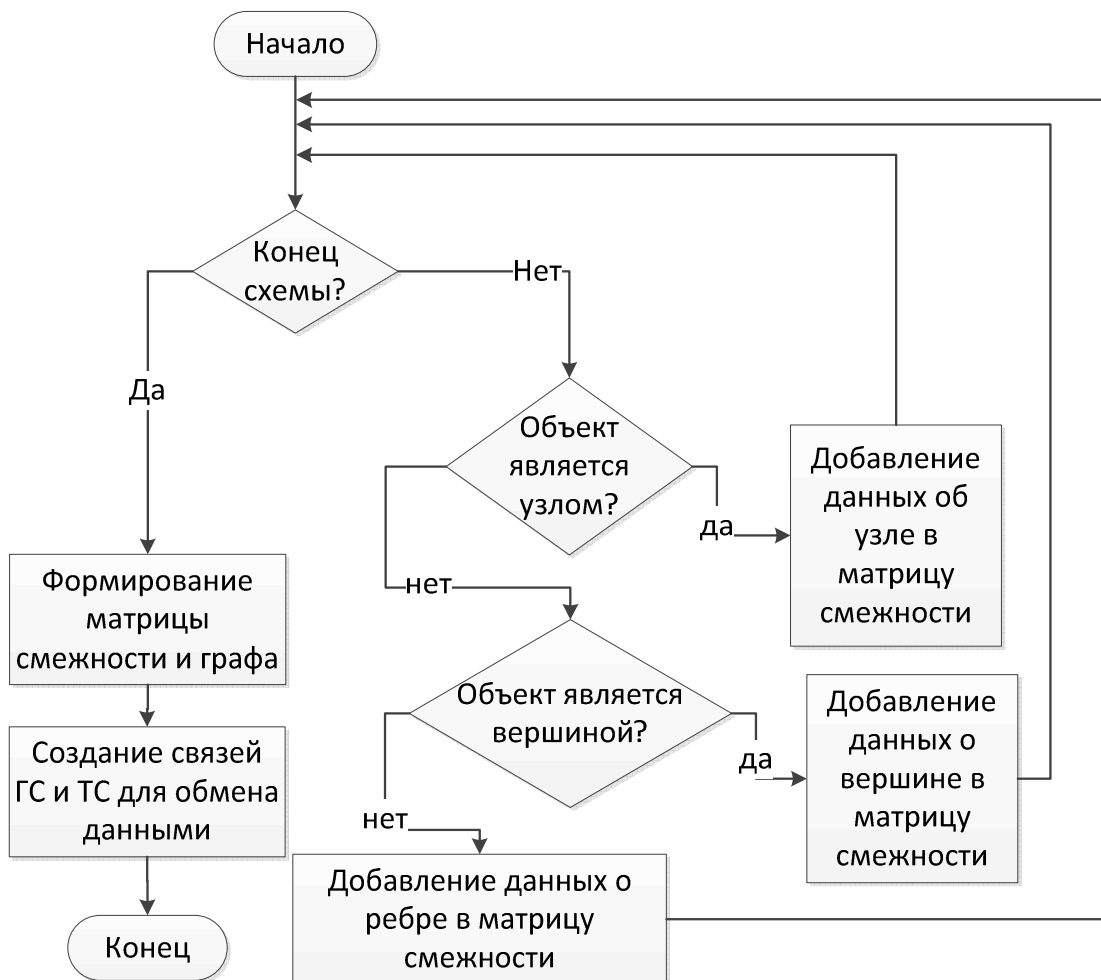 Начало
Конец
схемы?
Нет
Да
Объект
является
узлом?
да
Добавление
данных об
узле в
матрицу
смежности
нет
Формирование
матрицы
смежности и графа
Объект является
вершиной?
да
Добавление
данных о
вершине в
матрицу
смежности
нет
Создание связей
ГС и ТС для обмена
данными
Добавление данных о
ребре в матрицу
смежности
Конец